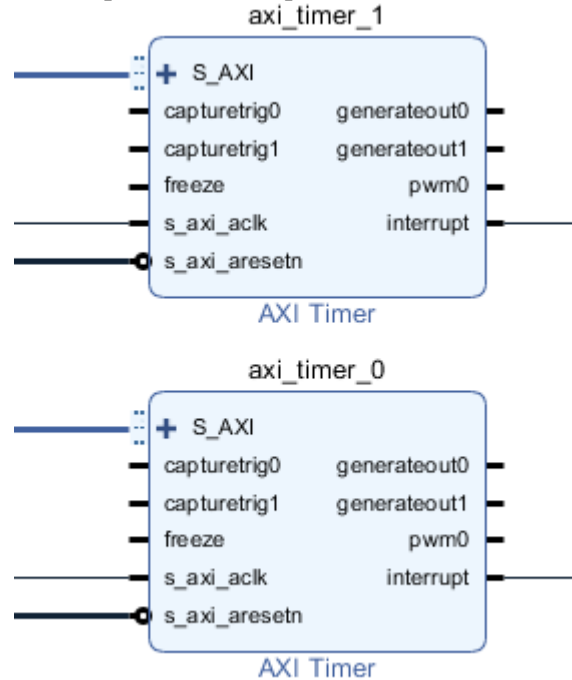 axi_timer_1
S_AXI
capturetrig0 generateout0
capturetrig1 generateout1
freeze pwm0
s_axi_aclk interrupt
s_axi_aresetn
AXI Timer
axi_timer_0
S_AXI
capturetrig0 generateout0
capturetrig1 generateout1
freeze pwm0
s_axi_aclk interrupt
s_axi_aresetn
AXI Timer